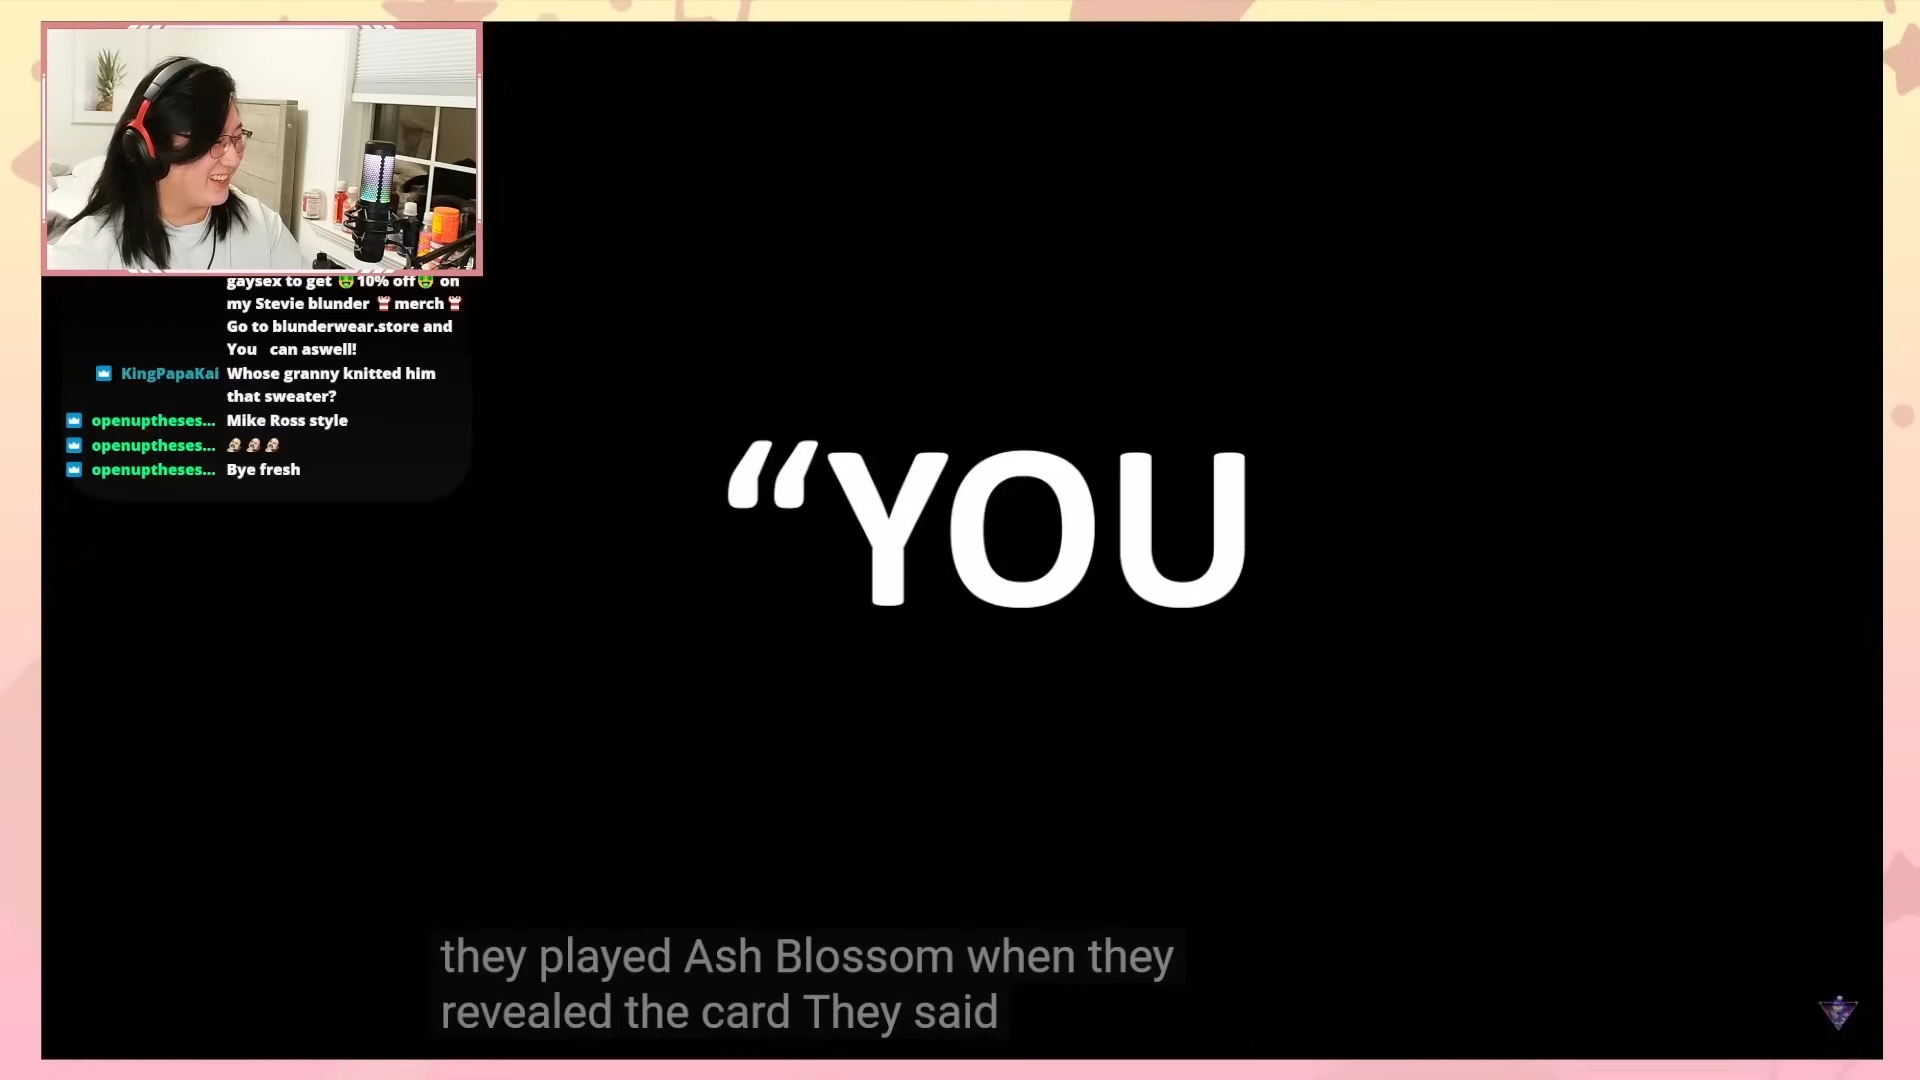 gaysex to get 🤑10% off🤑 on
my Stevie blunder merch
Go to blunderwear.store and
You can aswell!
KingPapaKai Whose granny knitted him
that sweater?
openuptheses... Mike Ross style
openuptheses...
openuptheses... Bye fresh
“YOU
they played Ash Blossom when they
revealed the card They said